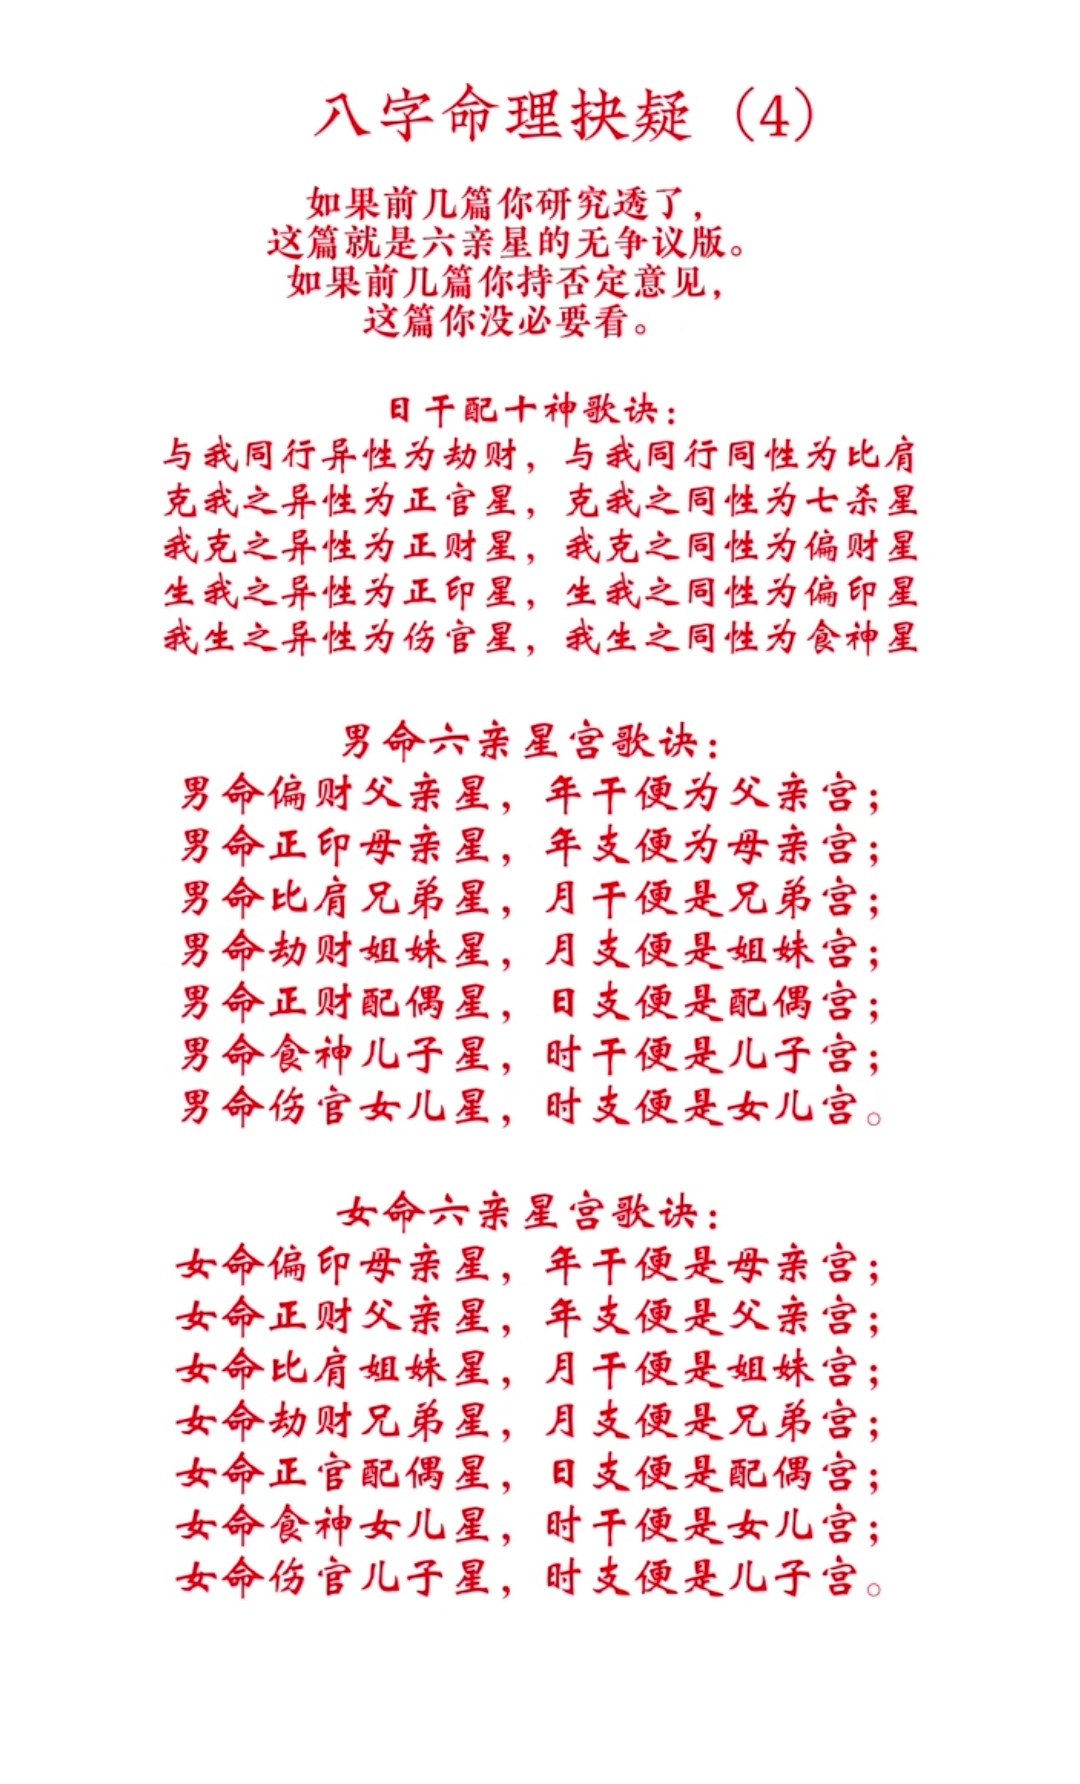 八字命理抉疑（4）
如果前几篇你研究透了，
这篇就是六亲星的无争议版。
如果前几篇你持否定意见，
这篇你没必要看。
日干配十神歌诀：
与我同行异性为劫财，与我同行同性为比肩
克我之异性为正官星，克我之同性为七杀星
我克之异性为正财星，我克之同性为偏财星
生我之异性为正印星，生我之同性为偏印星
我生之异性为伤官星，我生之同性为食神星
男命六亲星宫歌诀：
男命偏财父亲星，年干便为父亲宫；
男命正印母亲星，年支便为母亲宫；
男命比肩兄弟星，月干便是兄弟宫；
男命劫财姐妹星，月支便是姐妹宫；
男命正财配偶星，日支便是配偶宫；
男命食神儿子星，时干便是儿子宫；
男命伤官女儿星，时支便是女儿宫。
女命六亲星宫歌诀：
女命偏印母亲星，年干便是母亲宫；
女命正财父亲星，年支便是父亲宫；
女命比肩姐妹星，月干便是姐妹宫；
女命劫财兄弟星，月支便是兄弟宫；
女命正官配偶星，日支便是配偶宫；
女命食神女儿星，时干便是女儿宫；
女命伤官儿子星，时支便是儿子宫。